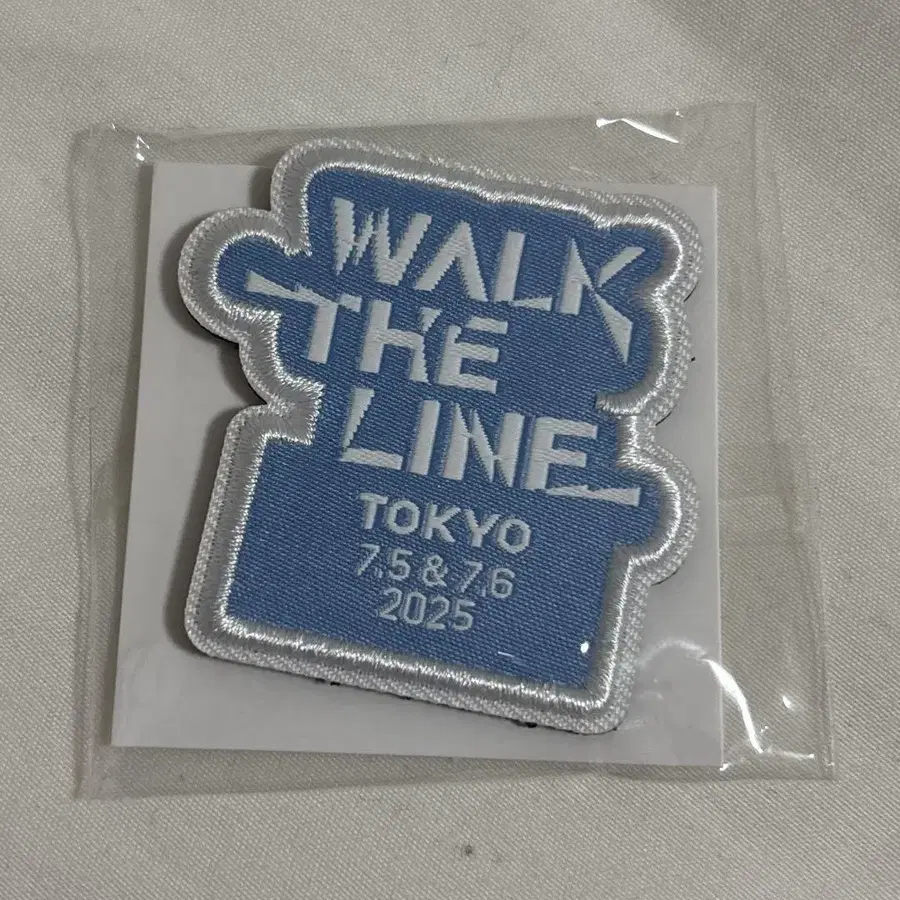 WALK
THE
LINE
TOKYO
7.5 & 7.6
2025